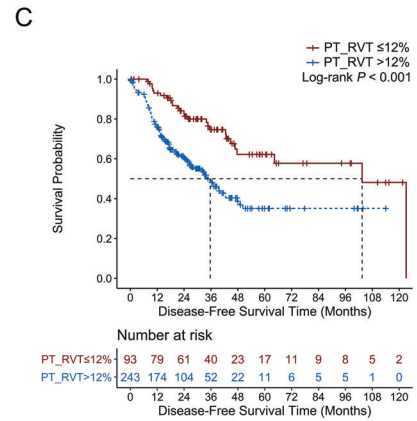 C
PT_RVT ≤12%
PT_RVT >12%
Log-rank P < 0.001
Survival Probability
1.0
0.8
0.6
0.4
0.2
0.0
0 12 24 36 48 60 72 84 96 108 120
Disease-Free Survival Time (Months)
Number at risk
PT_RVT≤12% 93 79 61 40 23 17 11 9 8 5 2
PT_RVT>12% 243 174 104 52 22 11 6 5 5 1 0
0 12 24 36 48 60 72 84 96 108 120
Disease-Free Survival Time (Months)